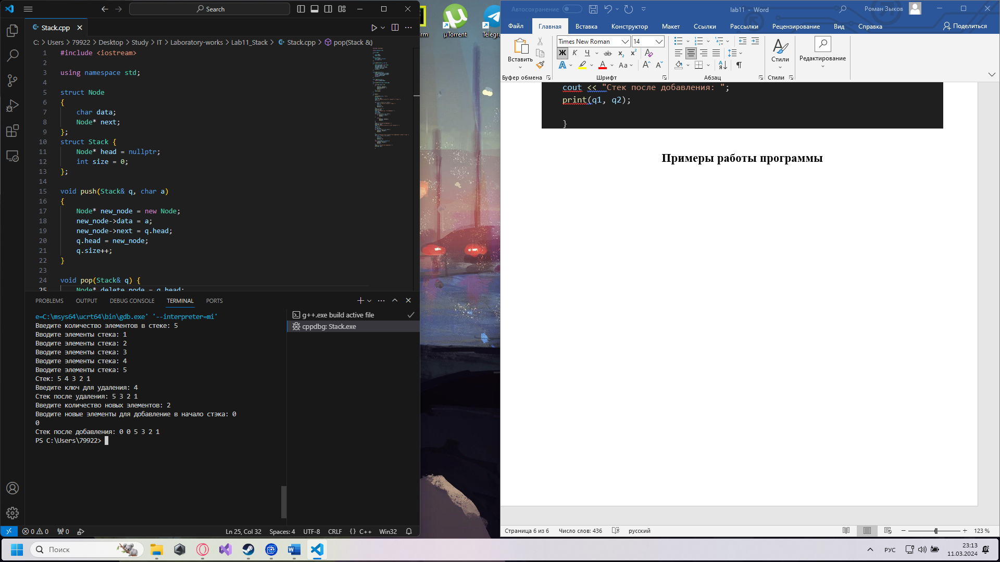 Search
Stack.cpp
C: > Users > 79922 > Desktop > Study > IT > Laboratory-works > Lab11_Stack > Stack.cpp > pop(Stack &)
1 #include <iostream>
2
3 using namespace std;
4
5 struct Node
6 {
7 char data;
8 Node* next;
9 };
10 struct Stack {
11 Node* head = nullptr;
12 int size = 0;
13 };
14
15 void push(Stack& q, char a)
16 {
17 Node* new_node = new Node;
18 new_node->data = a;
19 new_node->next = q.head;
20 q.head = new_node;
21 q.size++;
22 }
23
24 void pop(Stack& q) {
25 Node* delete_node = q.head;
PROBLEMS OUTPUT DEBUG CONSOLE TERMINAL PORTS
e=C:\msys64\ucrt64\bin\gdb.exe' '--interpreter=mi'
Введите количество элементов в стеке: 5
Вводите элементы стека: 1
Вводите элементы стека: 2
Вводите элементы стека: 3
Вводите элементы стека: 4
Вводите элементы стека: 5
Стек: 5 4 3 2 1
Введите ключ для удаления: 4
Стек после удаления: 5 3 2 1
Введите количество новых элементов: 2
Вводите новые элементы для добавление в начало стэка: 0
0
Стек после добавления: 0 0 5 3 2 1
PS C:\Users\79922>
g++.exe build active file
cppdbg: Stack.exe
0 0 0 Ln 25, Col 32 Spaces: 4 UTF-8 CRLF {} C++ Win32
µTorrent
Автосохранение
lab11 - Word
Роман Зыков
Файл Главная Вставка Конструктор Макет Ссылки Рассылки Рецензирование Вид Справка Поделиться
Вставить
Times New Roman 14
Ж К Ч ab x₂ x²
A A Aa A A
Стили
Редактирование
Буфер обмена Шрифт Абзац Стили
cout << "Стек после добавления: ";
print(q1, q2);
}
Примеры работы программы
Страница 6 из 6 Число слов: 436 русский 123 %
Поиск
РУС
23:13
11.03.2024